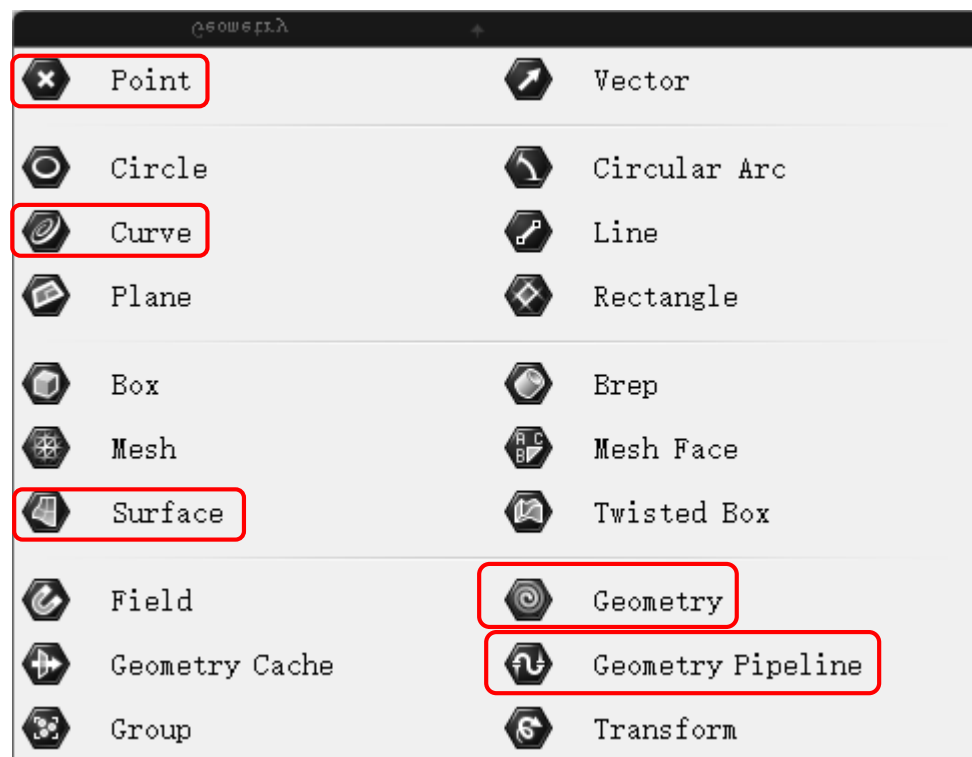 Geometry
Point
Vector
Circle
Circular Arc
Curve
Line
Plane
Rectangle
Box
Brep
Mesh
Mesh Face
A C
B
Surface
Twisted Box
Field
Geometry
Geometry Cache
Geometry Pipeline
Group
Transform